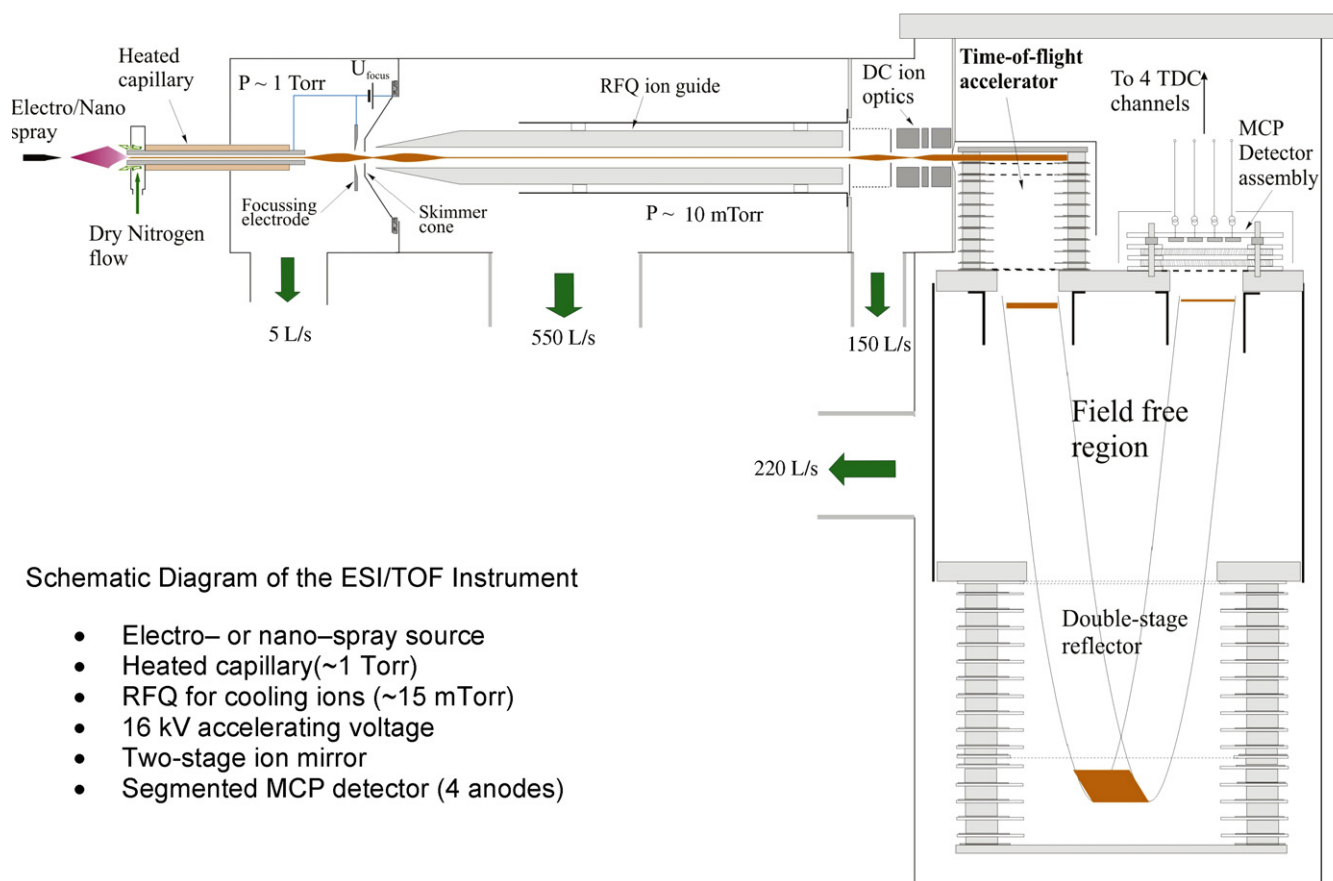 Heated
capillary
Electro/Nano
spray
Dry Nitrogen
flow
P ~ 1 Torr
U focus
Focussing
electrode
Skimmer
cone
RFQ ion guide
P ~ 10 mTorr
DC ion
optics
Time-of-flight
accelerator
To 4 TDC
channels
MCP
Detector
assembly
5 L/s
550 L/s
150 L/s
220 L/s
Field free
region
Double-stage
reflector
Schematic Diagram of the ESI/TOF Instrument
• Electro– or nano–spray source
• Heated capillary(~1 Torr)
• RFQ for cooling ions (~15 mTorr)
• 16 kV accelerating voltage
• Two-stage ion mirror
• Segmented MCP detector (4 anodes)